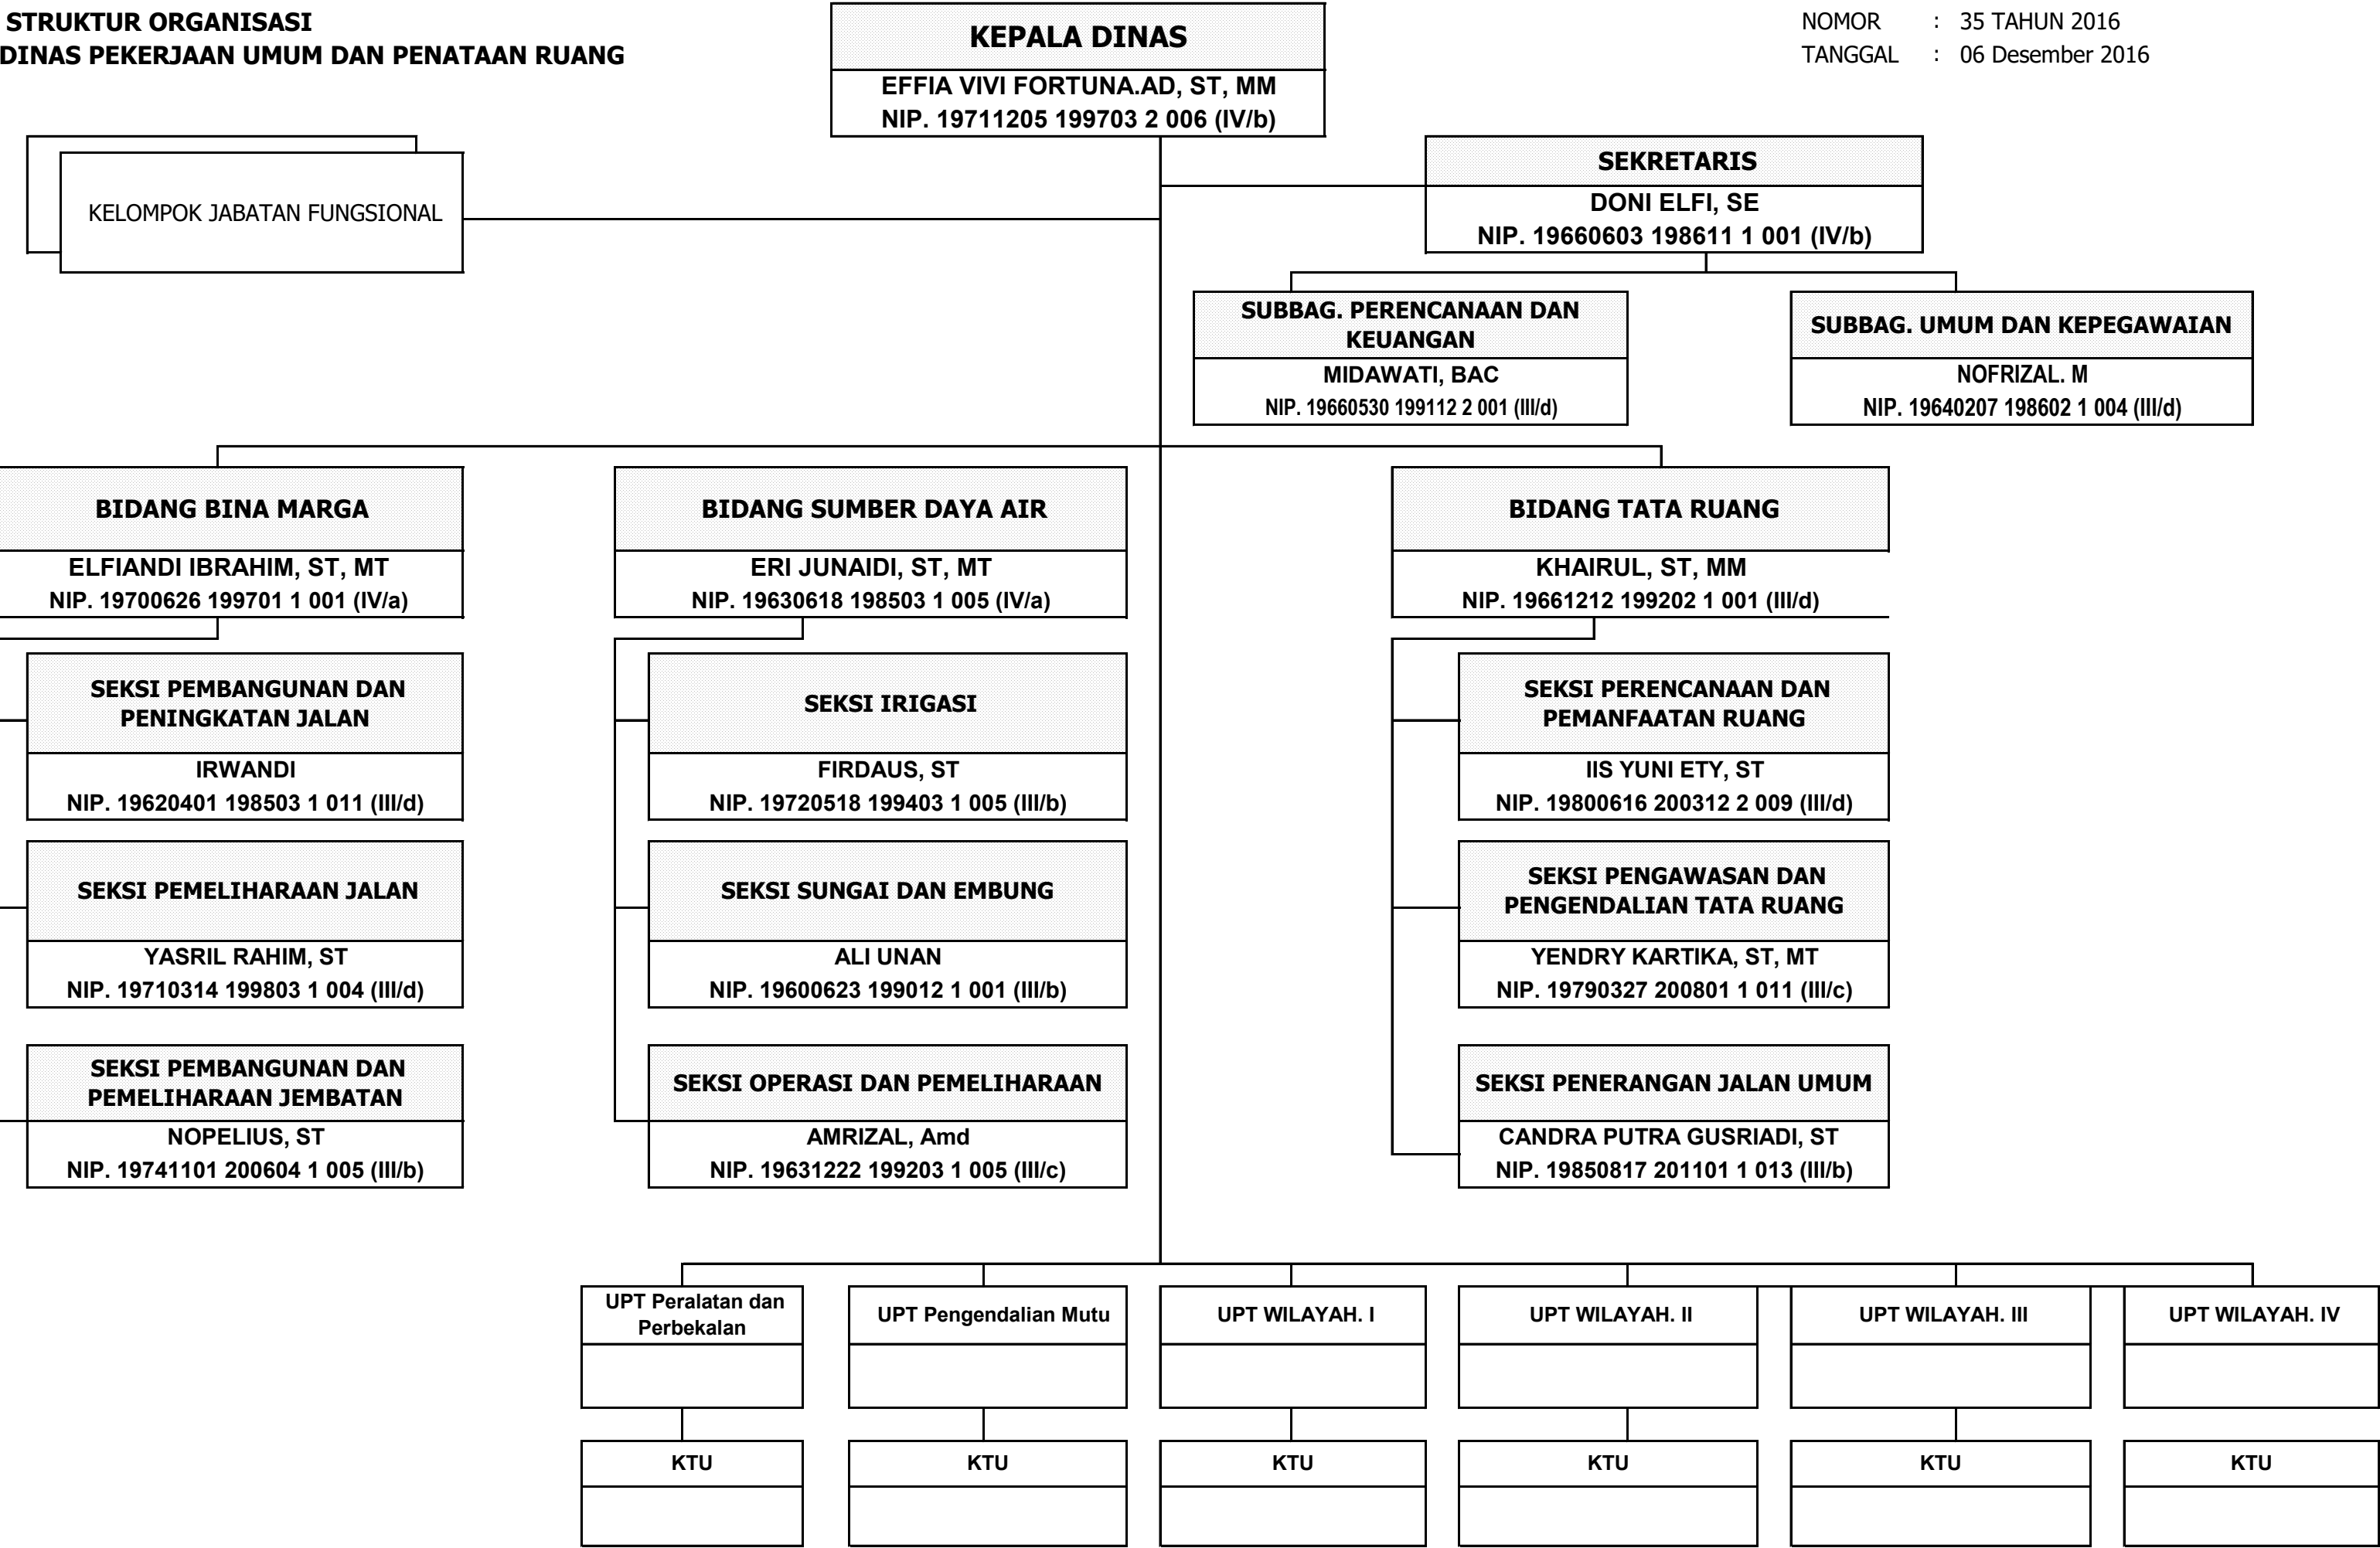 STRUKTUR ORGANISASI
DINAS PEKERJAAN UMUM DAN PENATAAN RUANG
NOMOR : 35 TAHUN 2016
TANGGAL : 06 Desember 2016
KEPALA DINAS
EFFIA VIVI FORTUNA.AD, ST, MM
NIP. 19711205 199703 2 006 (IV/b)
KELOMPOK JABATAN FUNGSIONAL
SEKRETARIS
DONI ELFI, SE
NIP. 19660603 198611 1 001 (IV/b)
SUBBAG. PERENCANAAN DAN
KEUANGAN
MIDAWATI, BAC
NIP. 19660530 199112 2 001 (III/d)
SUBBAG. UMUM DAN KEPEGAWAIAN
NOFRIZAL. M
NIP. 19640207 198602 1 004 (III/d)
BIDANG BINA MARGA
ELFIANDI IBRAHIM, ST, MT
NIP. 19700626 199701 1 001 (IV/a)
BIDANG SUMBER DAYA AIR
ERI JUNAIDI, ST, MT
NIP. 19630618 198503 1 005 (IV/a)
BIDANG TATA RUANG
KHAIRUL, ST, MM
NIP. 19661212 199202 1 001 (III/d)
SEKSI PEMBANGUNAN DAN
PENINGKATAN JALAN
IRWANDI
NIP. 19620401 198503 1 011 (III/d)
SEKSI IRIGASI
FIRDAUS, ST
NIP. 19720518 199403 1 005 (III/b)
SEKSI PERENCANAAN DAN
PEMANFAATAN RUANG
IIS YUNI ETY, ST
NIP. 19800616 200312 2 009 (III/d)
SEKSI PEMELIHARAAN JALAN
YASRIL RAHIM, ST
NIP. 19710314 199803 1 004 (III/d)
SEKSI SUNGAI DAN EMBUNG
ALI UNAN
NIP. 19600623 199012 1 001 (III/b)
SEKSI PENGAWASAN DAN
PENGENDALIAN TATA RUANG
YENDRY KARTIKA, ST, MT
NIP. 19790327 200801 1 011 (III/c)
SEKSI PEMBANGUNAN DAN
PEMELIHARAAN JEMBATAN
NOPELIUS, ST
NIP. 19741101 200604 1 005 (III/b)
SEKSI OPERASI DAN PEMELIHARAAN
AMRIZAL, Amd
NIP. 19631222 199203 1 005 (III/c)
SEKSI PENERANGAN JALAN UMUM
CANDRA PUTRA GUSRIADI, ST
NIP. 19850817 201101 1 013 (III/b)
UPT Peralatan dan
Perbekalan
UPT Pengendalian Mutu
UPT WILAYAH. I
UPT WILAYAH. II
UPT WILAYAH. III
UPT WILAYAH. IV
KTU
KTU
KTU
KTU
KTU
KTU